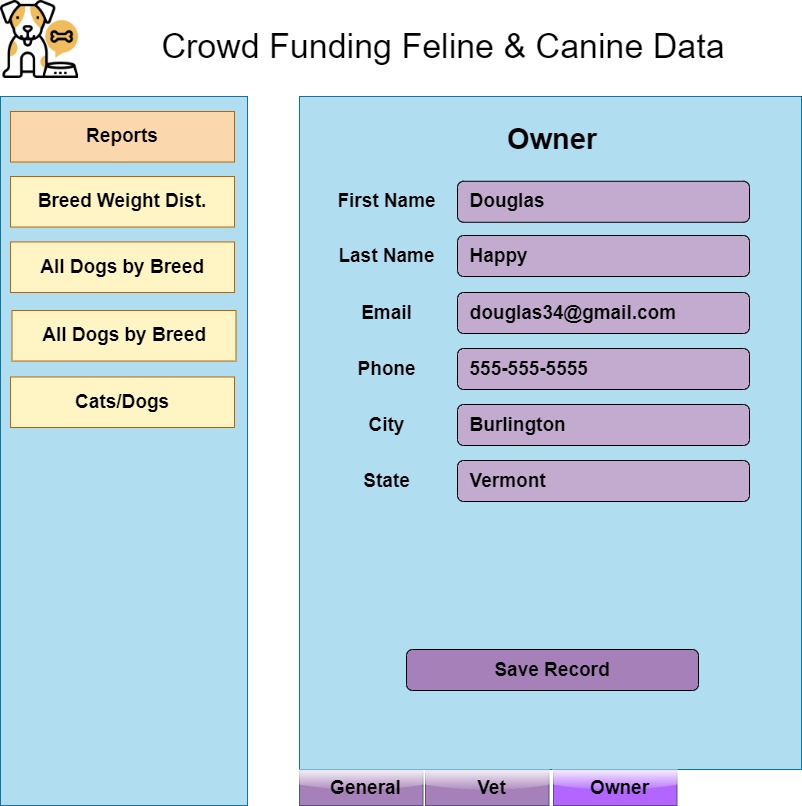 Crowd Funding Feline & Canine Data
Reports
Breed Weight Dist.
All Dogs by Breed
All Dogs by Breed
Cats/Dogs
Owner
First Name Douglas
Last Name Happy
Email douglas34@gmail.com
Phone 555-555-5555
City Burlington
State Vermont
Save Record
General Vet Owner